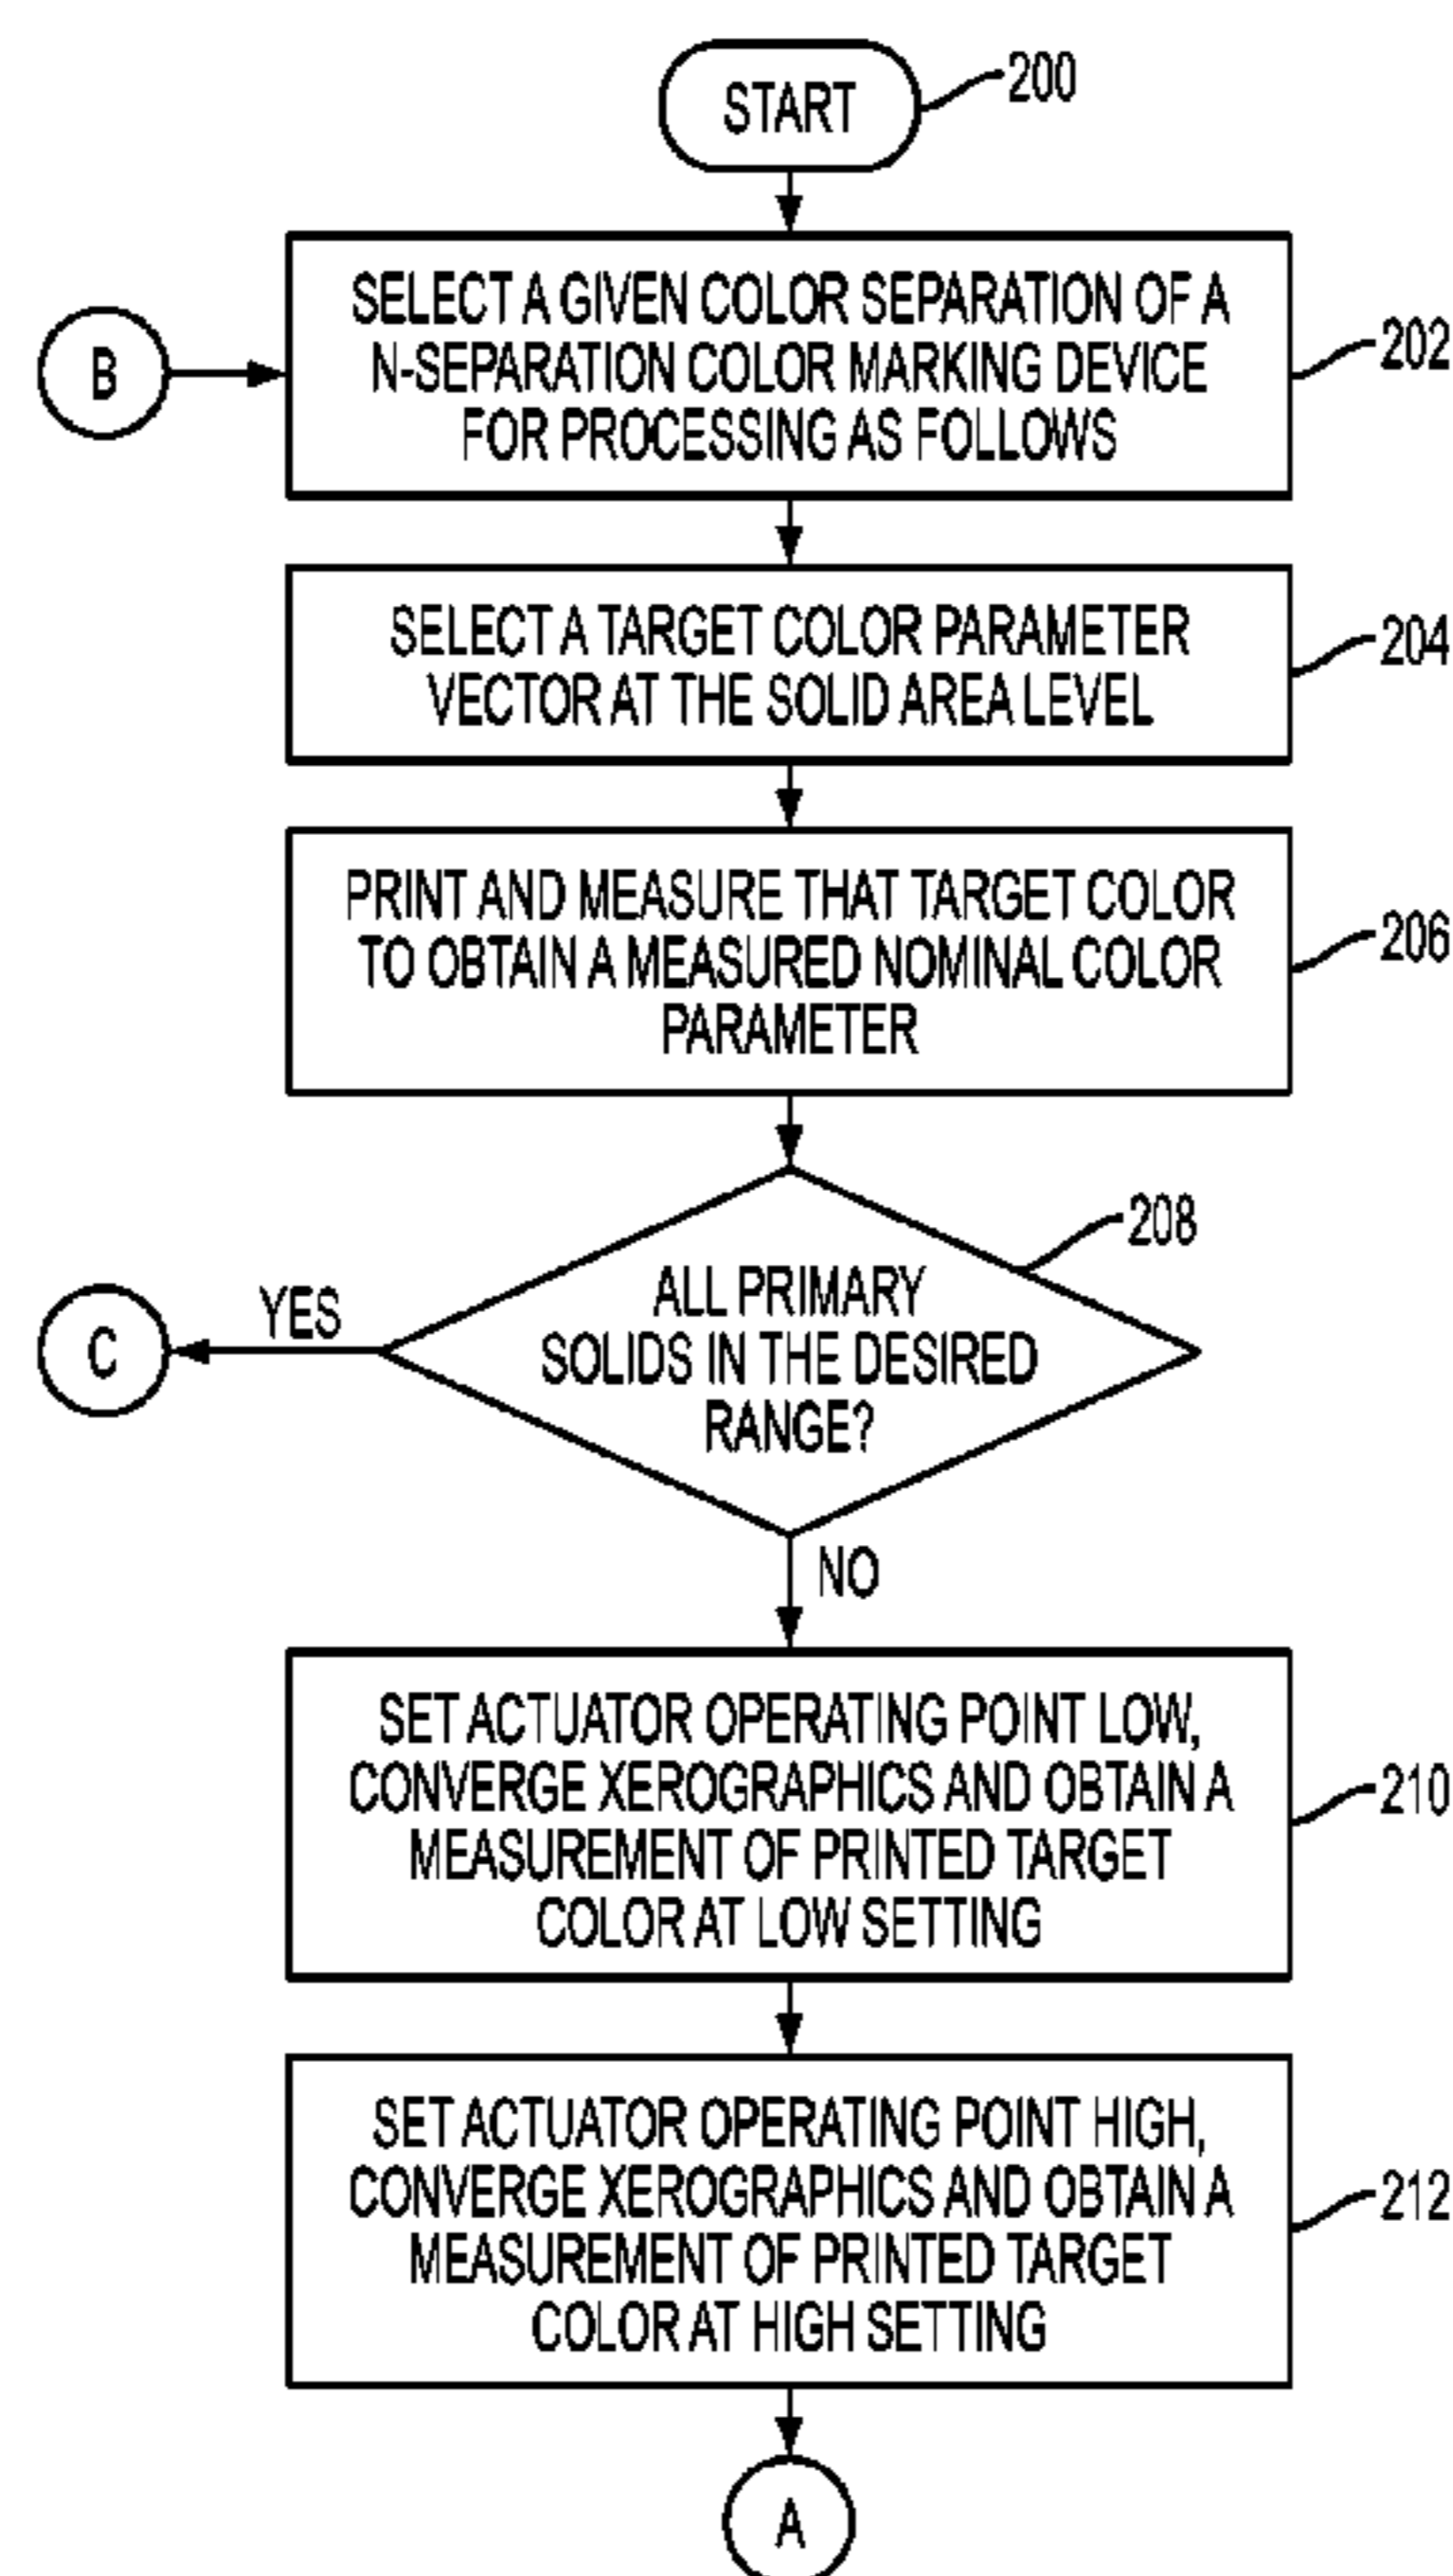 START
200
SELECT A GIVEN COLOR SEPARATION OF A
N-SEPARATION COLOR MARKING DEVICE
FOR PROCESSING AS FOLLOWS
202
B
SELECT A TARGET COLOR PARAMETER
VECTOR AT THE SOLID AREA LEVEL
204
PRINT AND MEASURE THAT TARGET COLOR
TO OBTAIN A MEASURED NOMINAL COLOR
PARAMETER
206
ALL PRIMARY
SOLIDS IN THE DESIRED
RANGE?
208
YES
C
NO
SET ACTUATOR OPERATING POINT LOW,
CONVERGE XEROGRAPHICS AND OBTAIN A
MEASUREMENT OF PRINTED TARGET
COLOR AT LOW SETTING
210
SET ACTUATOR OPERATING POINT HIGH,
CONVERGE XEROGRAPHICS AND OBTAIN A
MEASUREMENT OF PRINTED TARGET
COLOR AT HIGH SETTING
212
A